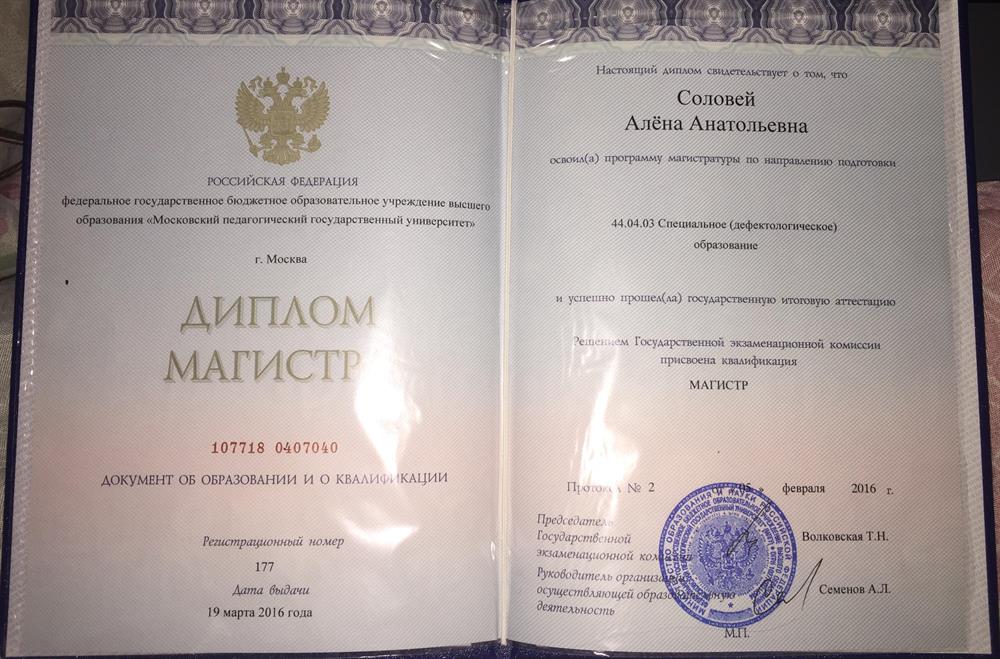 РОССИЙСКАЯ ФЕДЕРАЦИЯ
федеральное государственное бюджетное образовательное учреждение высшего
образования «Московский педагогический государственный университет»
г. Москва
ДИПЛОМ
МАГИСТР
107718 0407040
ДОКУМЕНТ ОБ ОБРАЗОВАНИИ И О КВАЛИФИКАЦИИ
Регистрационный номер
177
Дата выдачи
19 марта 2016 года
Настоящий диплом свидетельствует о том, что
Соловей
Алёна Анатольевна
освоил(а) программу магистратуры по направлению подготовки
44.04.03 Специальное (дефектологическое)
образование
и успешно прошел(ла) государственную итоговую аттестацию
Решением Государственной экзаменационной комиссии
присвоена квалификация
МАГИСТР
Протокол № 2 05 » февраля 2016 г.
Председатель
Государственной
экзаменационной комиссии
Волковская Т.Н.
Руководитель организации,
осуществляющей образовательную
деятельность
Семенов А.Л.
М.П.